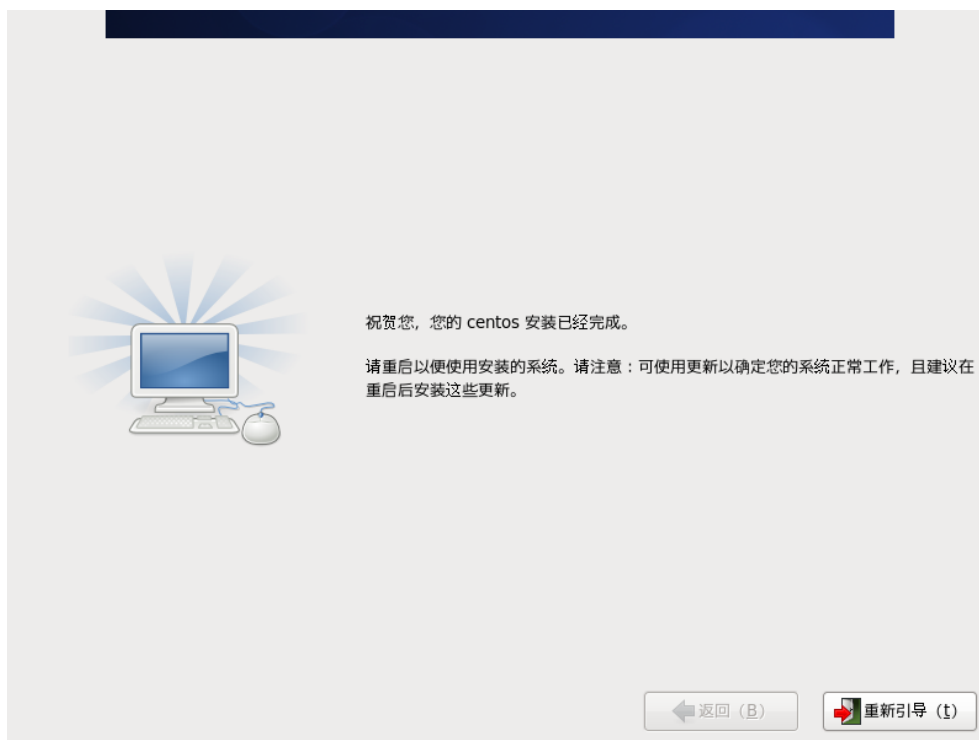 祝贺您，您的 centos 安装已经完成。
请重启以便使用安装的系统。请注意：可使用更新以确定您的系统正常工作，且建议在
重启后安装这些更新。
返回（B）
重新引导（t）